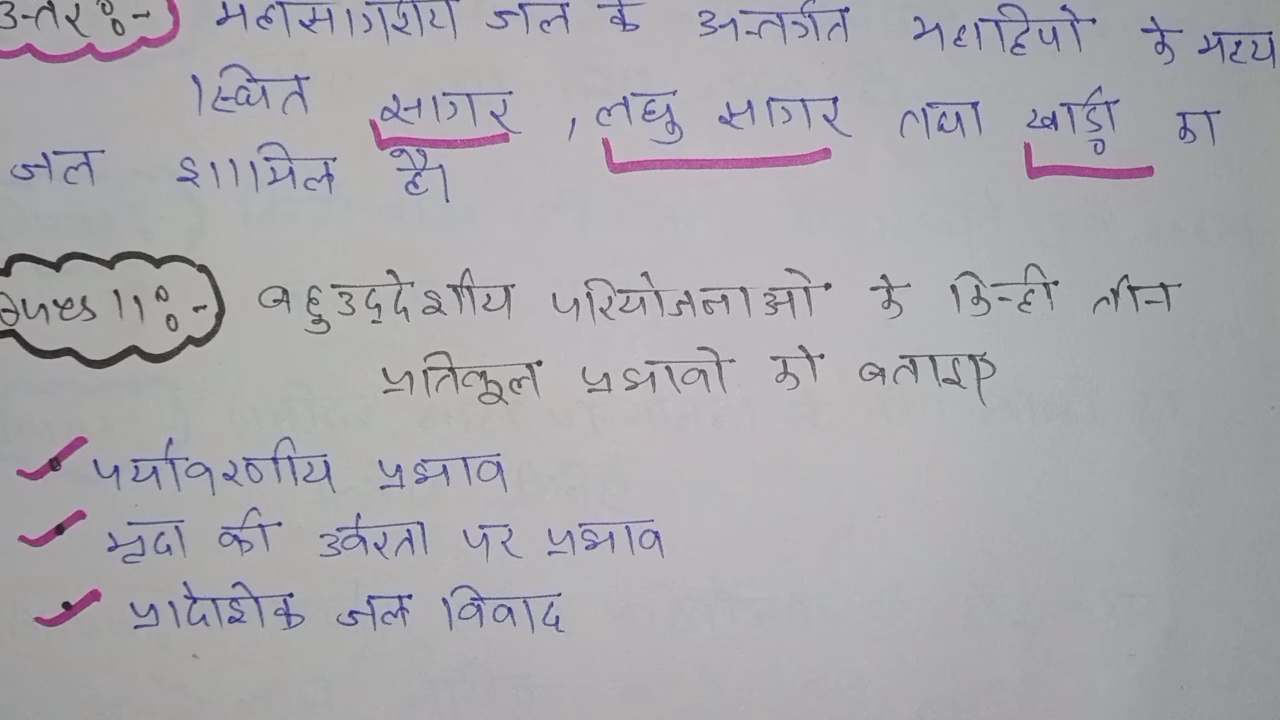 उत्तर :- महासागरीय जल के अन्तर्गत महाद्विपो के मध्य
स्थित सागर , लघु सागर तथा खाड़ी का
जल शामिल है।
Ques 11 :- बहुउद्देशीय परियोजनाओ के किन्ही तीन
प्रतिकूल प्रभावो को बताइए
पर्यावरणीय प्रभाव
मृदा की उर्वरता पर प्रभाव
प्रादेशिक जल विवाद